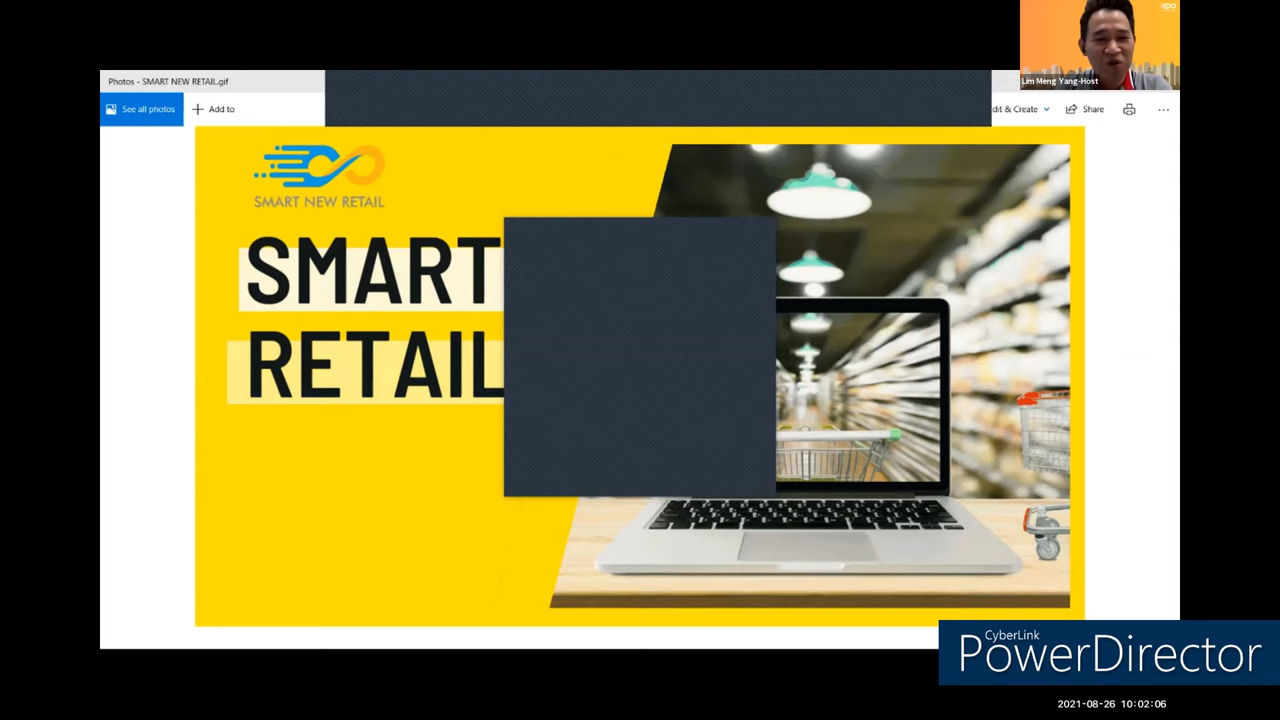 Lim Meng Yang-Host
Photos - SMART NEW RETAIL.gif
See all photos
Add to
dit & Create
Share
SMART NEW RETAIL
SMART
RETAIL
CyberLink
PowerDirector
2021-08-26 10:02:06